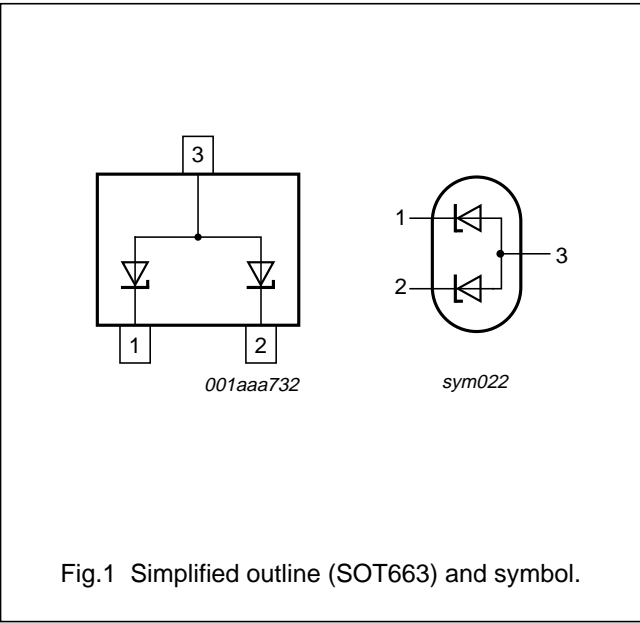 3
1
2
001aaa732
1
2
3
sym022
Fig.1 Simplified outline (SOT663) and symbol.